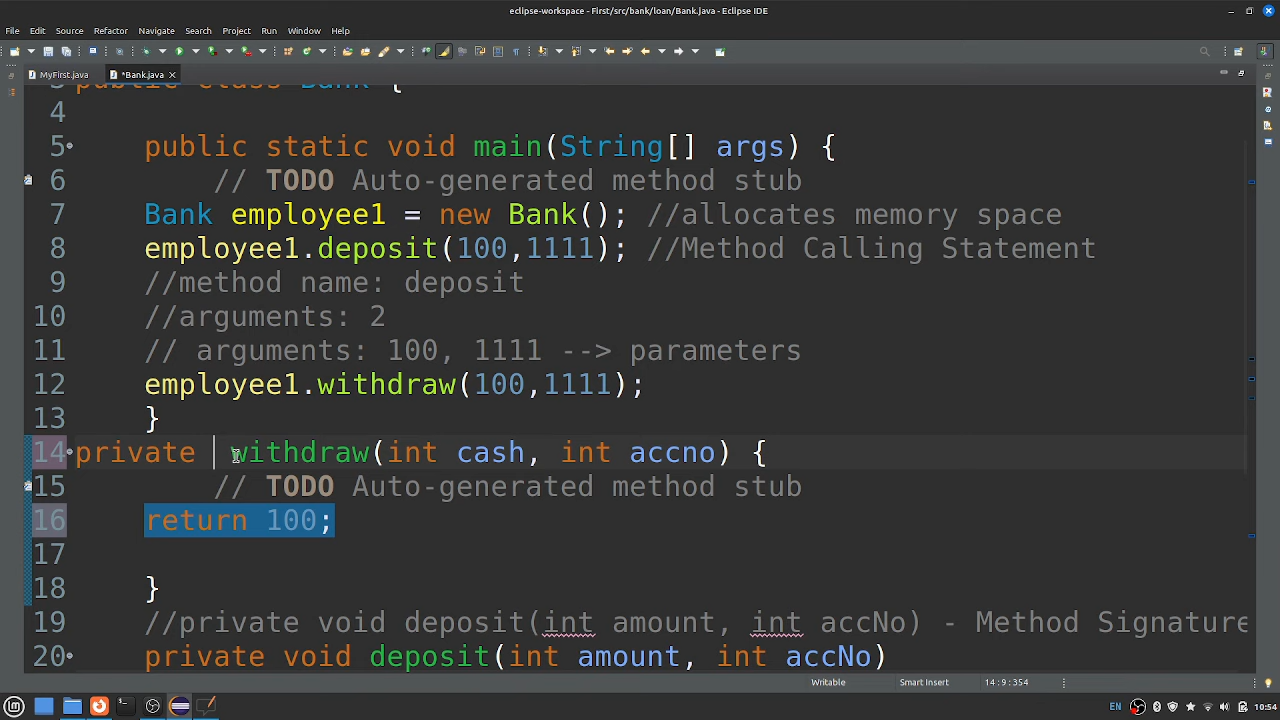 eclipse-workspace - First/src/bank/loan/Bank.Java - Eclipse IDE
File Edit Source Refactor Navigate Search Project Run Window Help
MyFirst.java *Bank.java
public class Bank {
4
5 public static void main(String[] args) {
6 // TODO Auto-generated method stub
7 Bank employee1 = new Bank(); //allocates memory space
8 employee1.deposit(100,1111); //Method Calling Statement
9 //method name: deposit
10 //arguments: 2
11 // arguments: 100, 1111 --> parameters
12 employee1.withdraw(100,1111);
13 }
14 private withdraw(int cash, int accno) {
15 // TODO Auto-generated method stub
16 return 100;
17
18 }
19 //private void deposit(int amount, int accNo) - Method Signature
20 private void deposit(int amount, int accNo)
Writable Smart Insert 14:9:354
EN 10:54